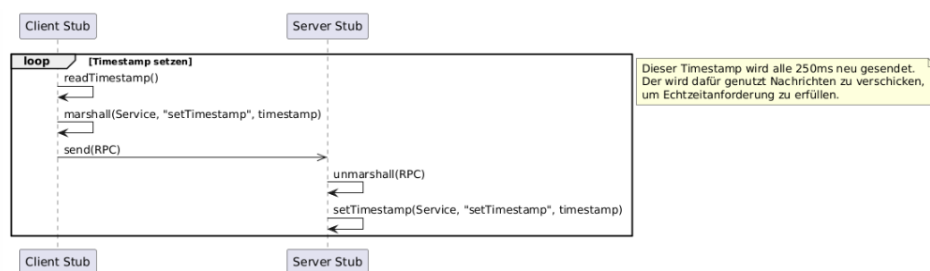 Client Stub
Server Stub
loop
[Timestamp setzen]
readTimestamp()
marshall(Service, "setTimestamp", timestamp)
send(RPC)
unmarshall(RPC)
setTimestamp(Service, "setTimestamp", timestamp)
Dieser Timestamp wird alle 250ms neu gesendet.
Der wird dafür genutzt Nachrichten zu verschicken,
um Echtzeitanforderung zu erfüllen.
Client Stub
Server Stub